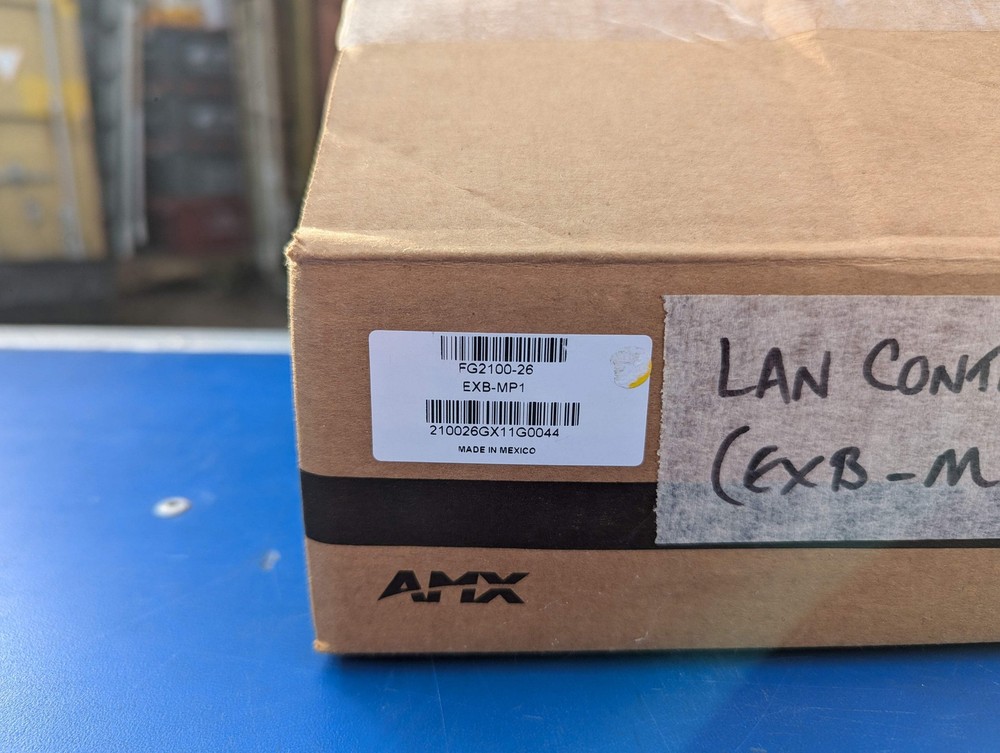 FG2100-26
EXB-MP1
210026GX11G0044
MADE IN MEXICO
LAN CONT
(EXB-M
AMX